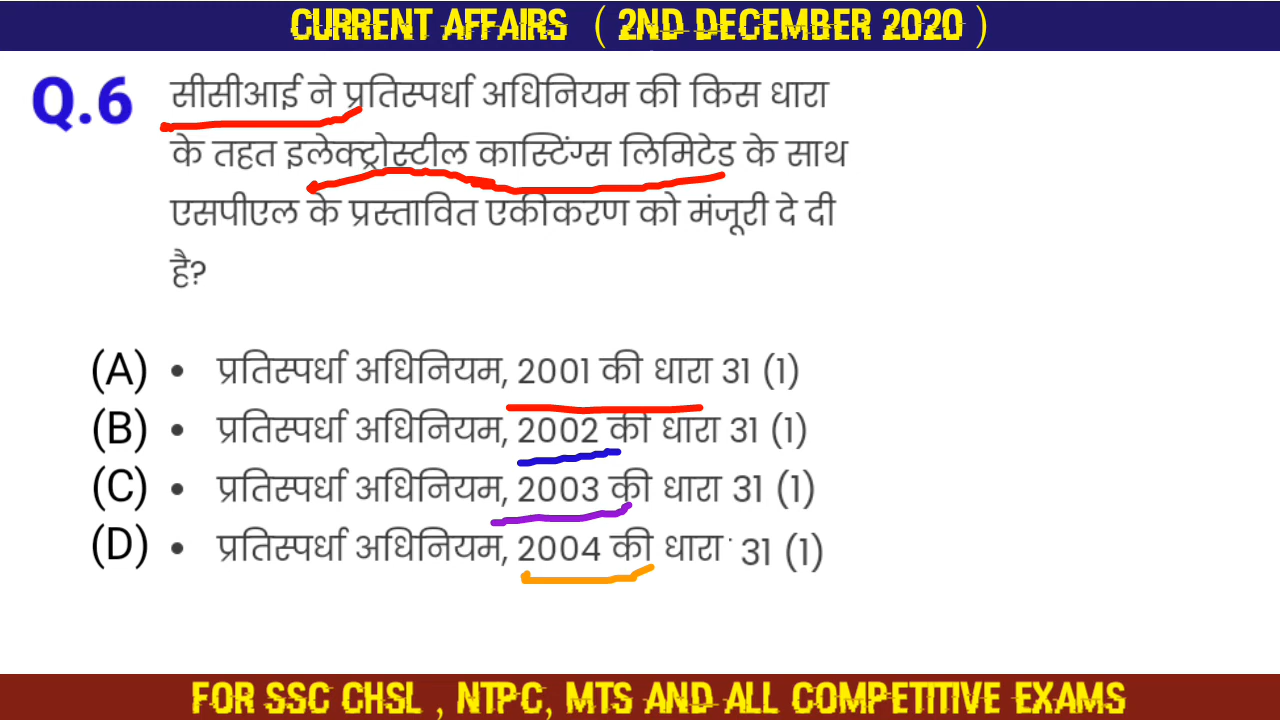 CURRENT AFFAIRS ( 2ND DECEMBER 2020 )
Q.6 सीसीआई ने प्रतिस्पर्धा अधिनियम की किस धारा
के तहत इलेक्ट्रोस्टील कास्टिंग्स लिमिटेड के साथ
एसपीएल के प्रस्तावित एकीकरण को मंजूरी दे दी
है?
(A) • प्रतिस्पर्धा अधिनियम, 2001 की धारा 31 (1)
(B) • प्रतिस्पर्धा अधिनियम, 2002 की धारा 31 (1)
(C) • प्रतिस्पर्धा अधिनियम, 2003 की धारा 31 (1)
(D) • प्रतिस्पर्धा अधिनियम, 2004 की धारा 31 (1)
FOR SSC CHSL , NTPC, MTS AND ALL COMPETITIVE EXAMS